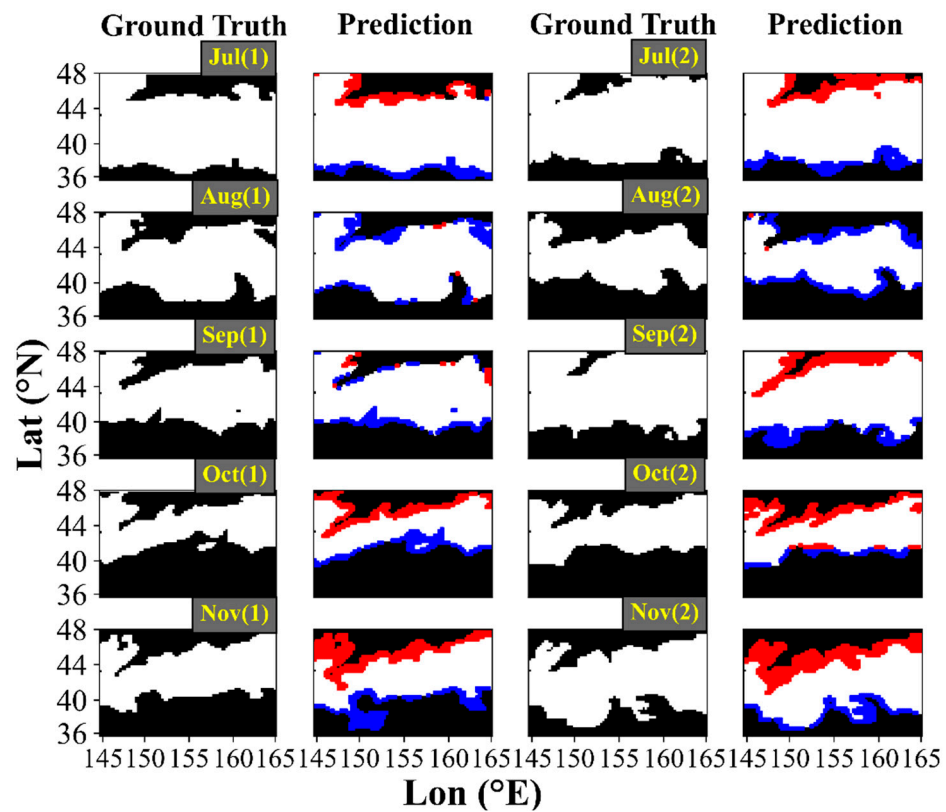 Ground Truth Prediction Ground Truth Prediction
Jul(1) Jul(2)
48
44
40
36
Aug(1) Aug(2)
48
44
40
36
Sep(1) Sep(2)
48
44
40
36
Oct(1) Oct(2)
48
44
40
36
Nov(1) Nov(2)
48
44
40
36
Lat (°N)
145 150 155 160 165 145 150 155 160 165 145 150 155 160 165 145 150 155 160 165
Lon (°E)